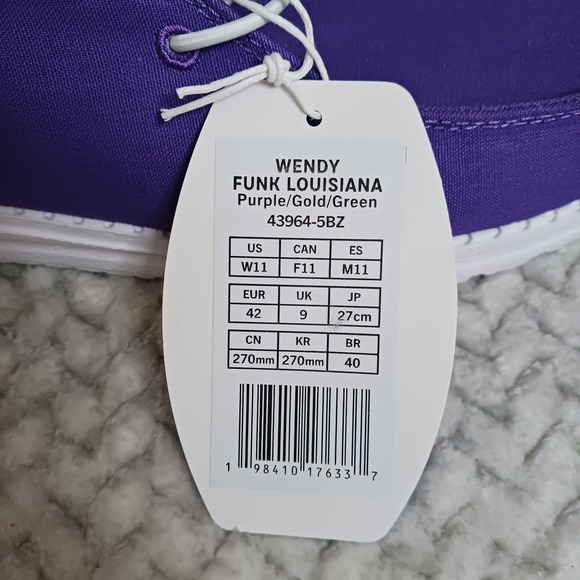 WENDY
FUNK LOUISIANA
Purple/Gold/Green
43964-5BZ
US CAN ES
W11 F11 M11
EUR UK JP
42 9 27cm
CN KR BR
270mm 270mm 40
1 98410 17633 7